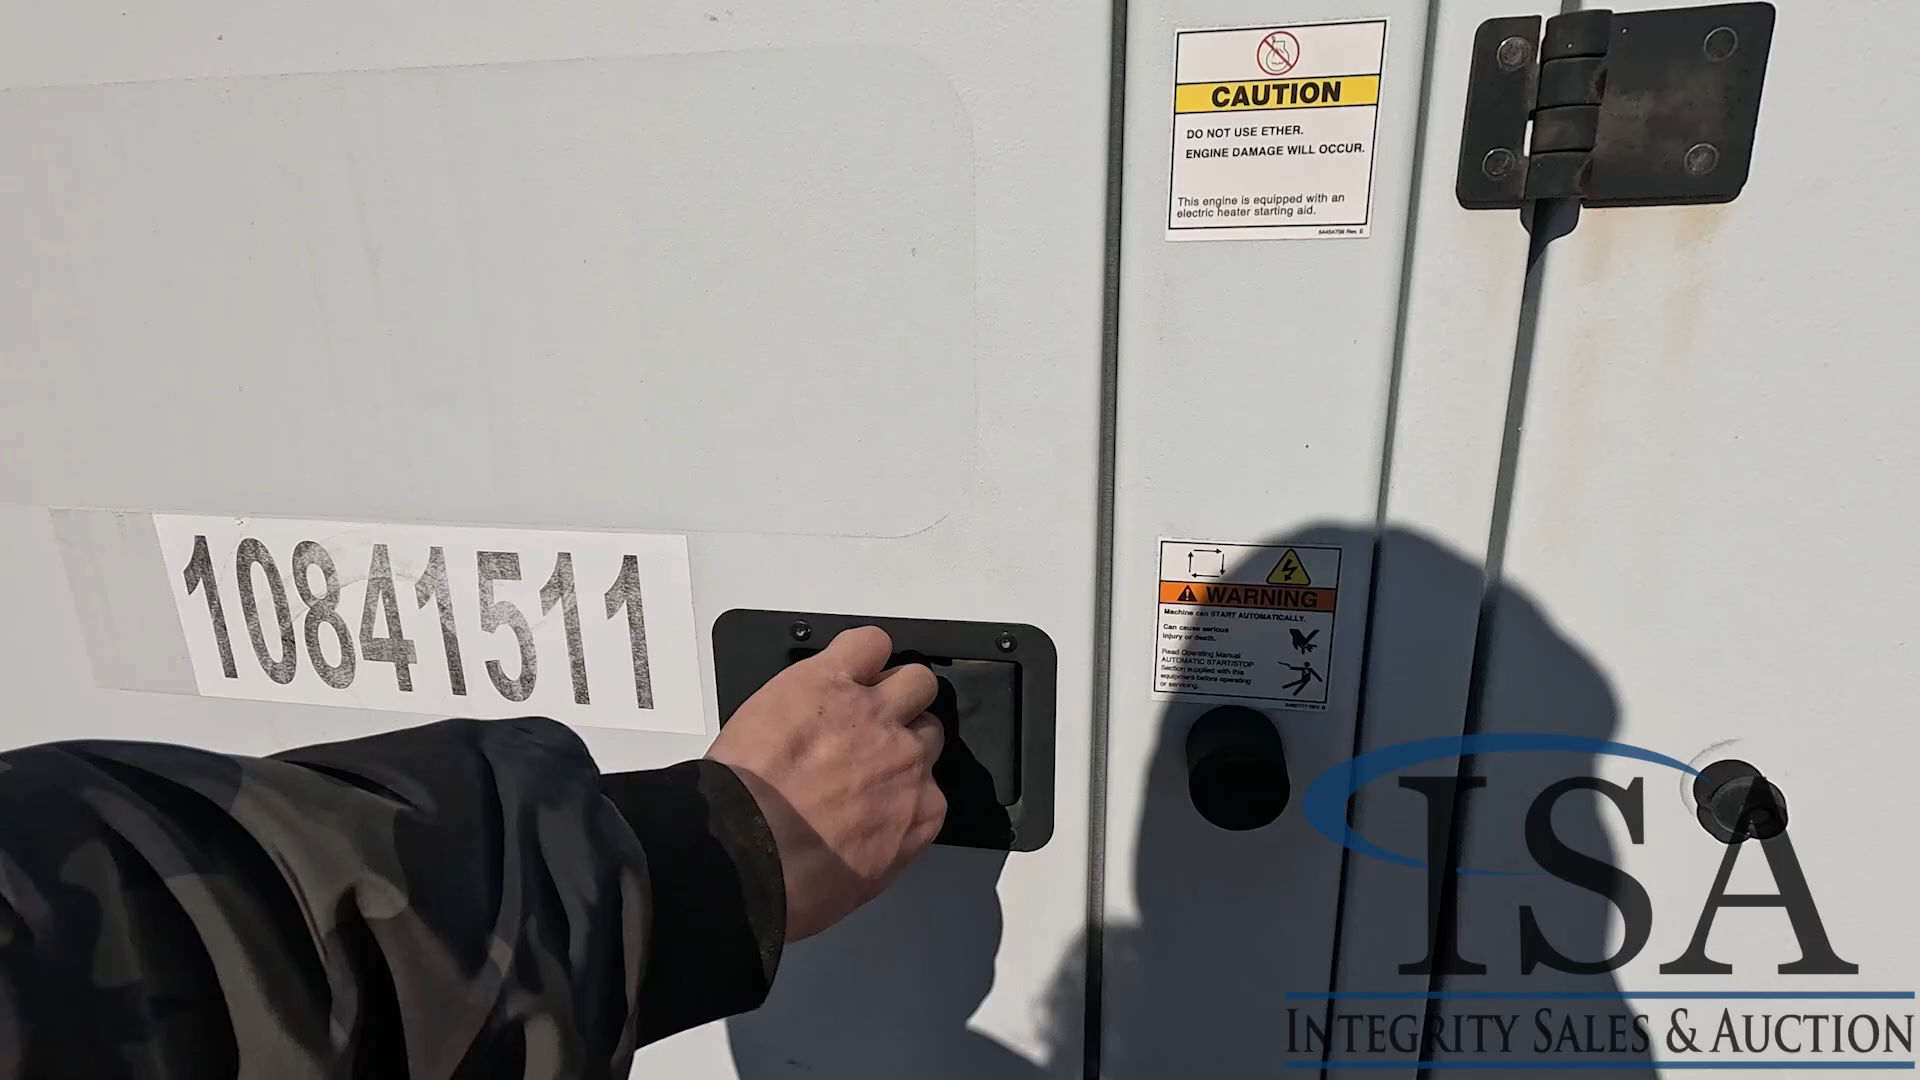 CAUTION
DO NOT USE ETHER.
ENGINE DAMAGE WILL OCCUR.
This engine is equipped with an
electric heater starting aid.
10841511
WARNING
Machine can START AUTOMATICALLY.
Can cause serious
injury or death.
Read Operating Manual
AUTOMATIC START/STOP
Section supplied with this
equipment before operating
or servicing.
ISA
INTEGRITY SALES & AUCTION